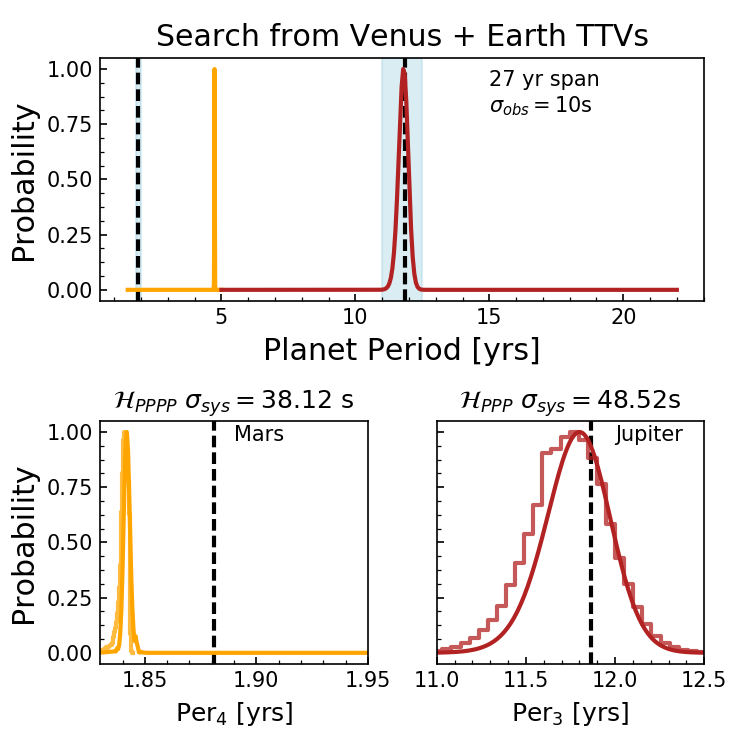 Search from Venus + Earth TTVs
Probability
1.00
0.75
0.50
0.25
0.00
27 yr span
σ_obs = 10s
5 10 15 20
Planet Period [yrs]
ℋ_PPPP σ_sys = 38.12 s
Probability
1.00
0.75
0.50
0.25
0.00
Mars
1.85 1.90 1.95
Per₄ [yrs]
ℋ_PPP σ_sys = 48.52s
Jupiter
11.0 11.5 12.0 12.5
Per₃ [yrs]